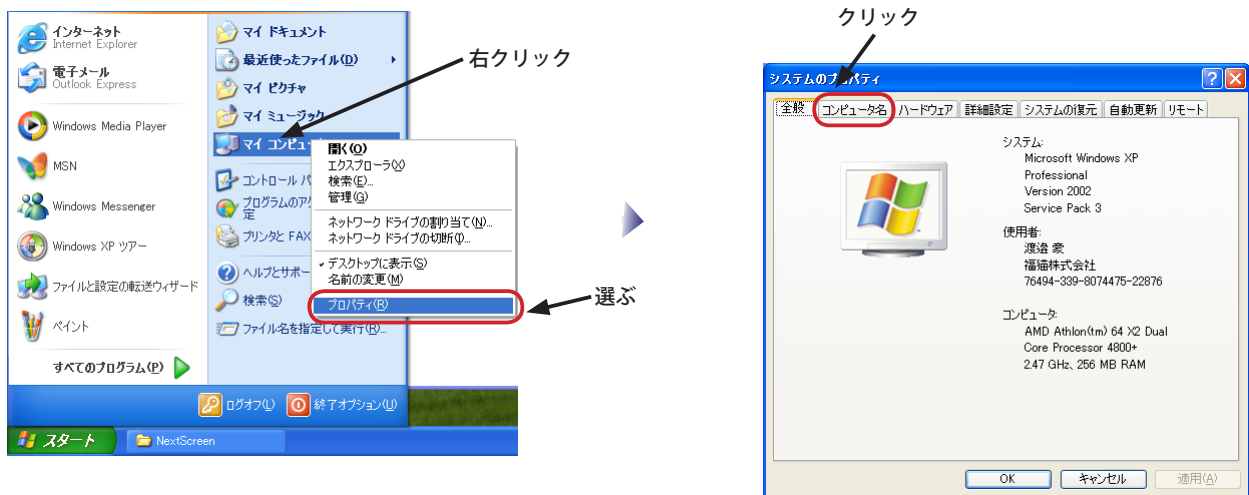 インターネット
Internet Explorer
電子メール
Outlook Express
Windows Media Player
MSN
Windows Messenger
Windows XP ツアー
ファイルと設定の転送ウィザード
ペイント
すべてのプログラム(P)
マイ ドキュメント
最近使ったファイル(D)
マイ ピクチャ
マイ ミュージック
マイ コンピュー
コントロール パ
プログラムのア
定
プリンタと FAX
ヘルプとサポー
検索(S)
ファイル名を指定して実行(R)...
開く(O)
エクスプローラ(X)
検索(E)...
管理(G)
ネットワーク ドライブの割り当て(N)...
ネットワーク ドライブの切断(I)...
デスクトップに表示(S)
名前の変更(M)
プロパティ(R)
ログオフ(L)
終了オプション(U)
スタート
NextScreen
右クリック
選ぶ
クリック
システムのプロパティ
全般 コンピュータ名 ハードウェア 詳細設定 システムの復元 自動更新 リモート
システム:
Microsoft Windows XP
Professional
Version 2002
Service Pack 3
使用者:
渡邉 豪
福猫株式会社
76494-339-8074475-22876
コンピュータ:
AMD Athlon(tm) 64 X2 Dual
Core Processor 4800+
2.47 GHz、256 MB RAM
OK キャンセル 適用(A)